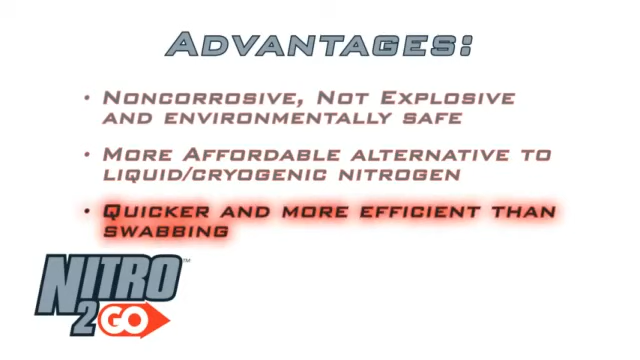 ADVANTAGES:
• NONCORROSIVE, NOT EXPLOSIVE
AND ENVIRONMENTALLY SAFE
• MORE AFFORDABLE ALTERNATIVE TO
LIQUID/CRYOGENIC NITROGEN
• QUICKER AND MORE EFFICIENT THAN
SWABBING
NITRO™
2GO